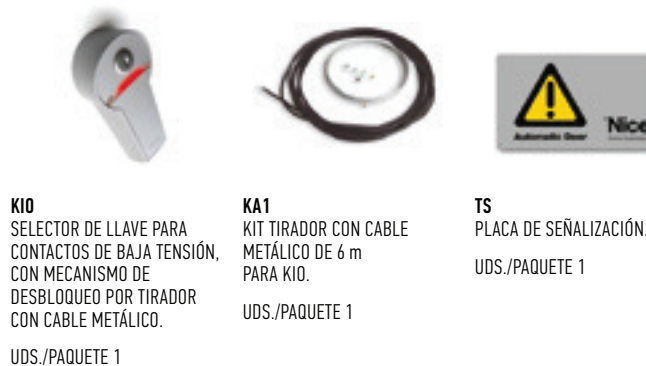 Automatic Door
Nice
KIO
SELECTOR DE LLAVE PARA
CONTACTOS DE BAJA TENSIÓN,
CON MECANISMO DE
DESBLOQUEO POR TIRADOR
CON CABLE METÁLICO.
UDS./PAQUETE 1
KA1
KIT TIRADOR CON CABLE
METÁLICO DE 6 m
PARA KIO.
UDS./PAQUETE 1
TS
PLACA DE SEÑALIZACIÓN.
UDS./PAQUETE 1